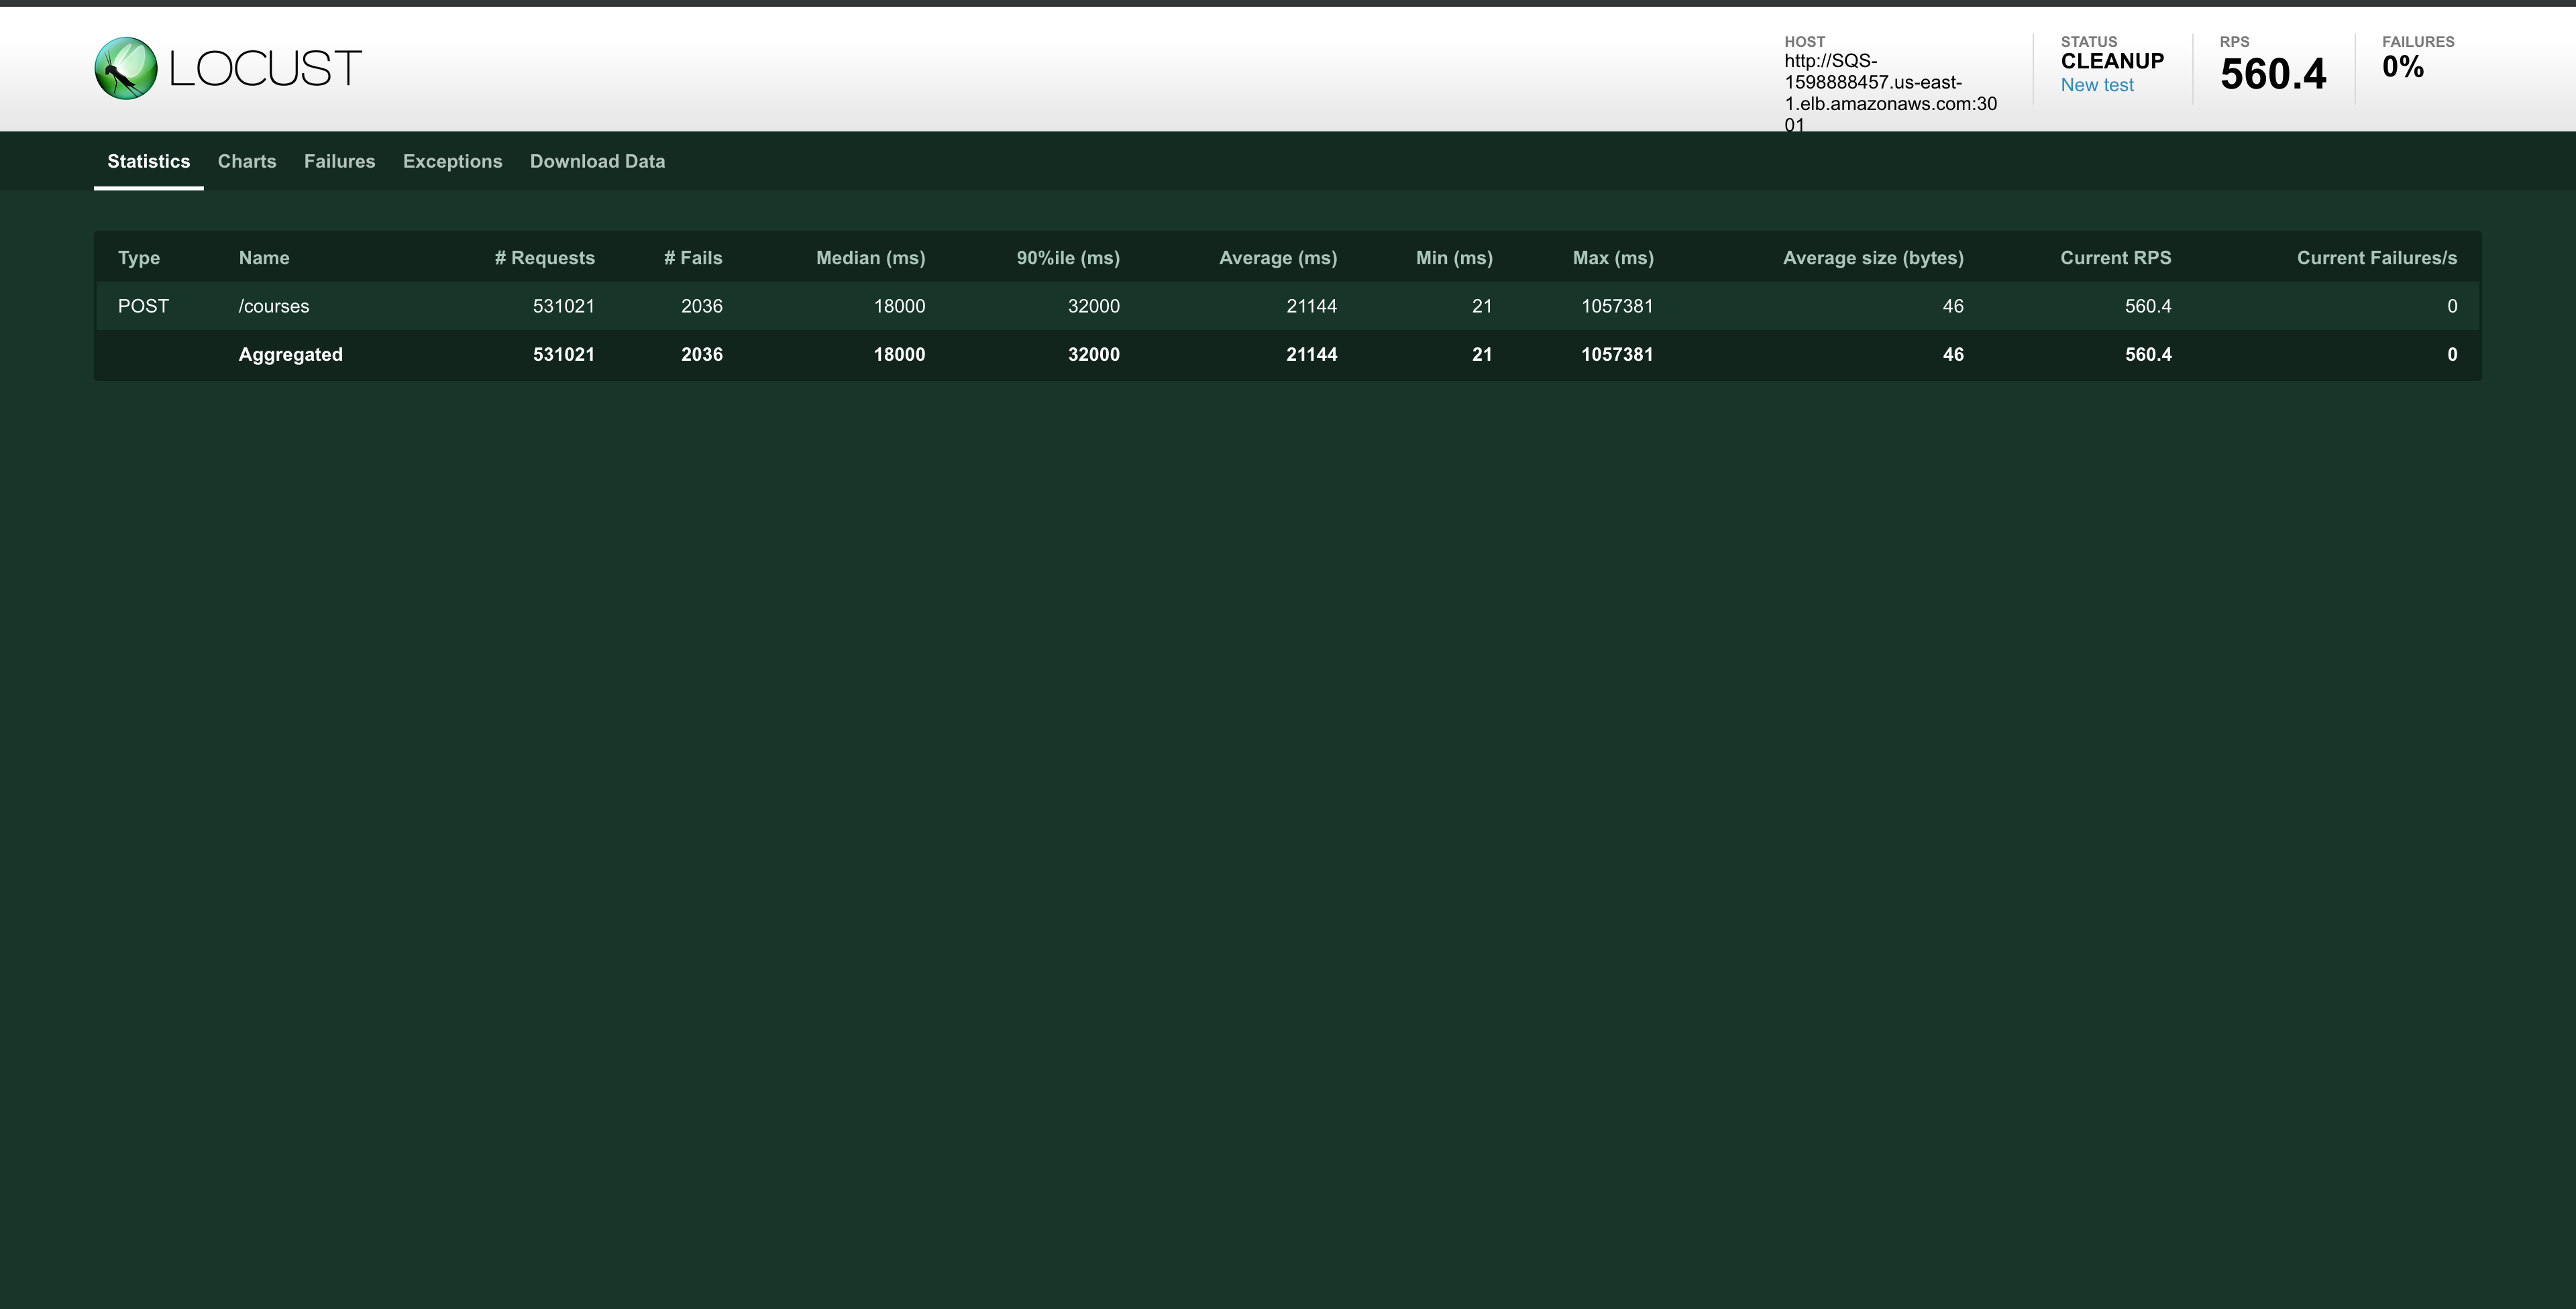 LOCUST
HOST
http://SQS-
1598888457.us-east-
1.elb.amazonaws.com:30
01
STATUS
CLEANUP
New test
RPS
560.4
FAILURES
0%
Statistics Charts Failures Exceptions Download Data
Type Name # Requests # Fails Median (ms) 90%ile (ms) Average (ms) Min (ms) Max (ms) Average size (bytes) Current RPS Current Failures/s
POST /courses 531021 2036 18000 32000 21144 21 1057381 46 560.4 0
Aggregated 531021 2036 18000 32000 21144 21 1057381 46 560.4 0